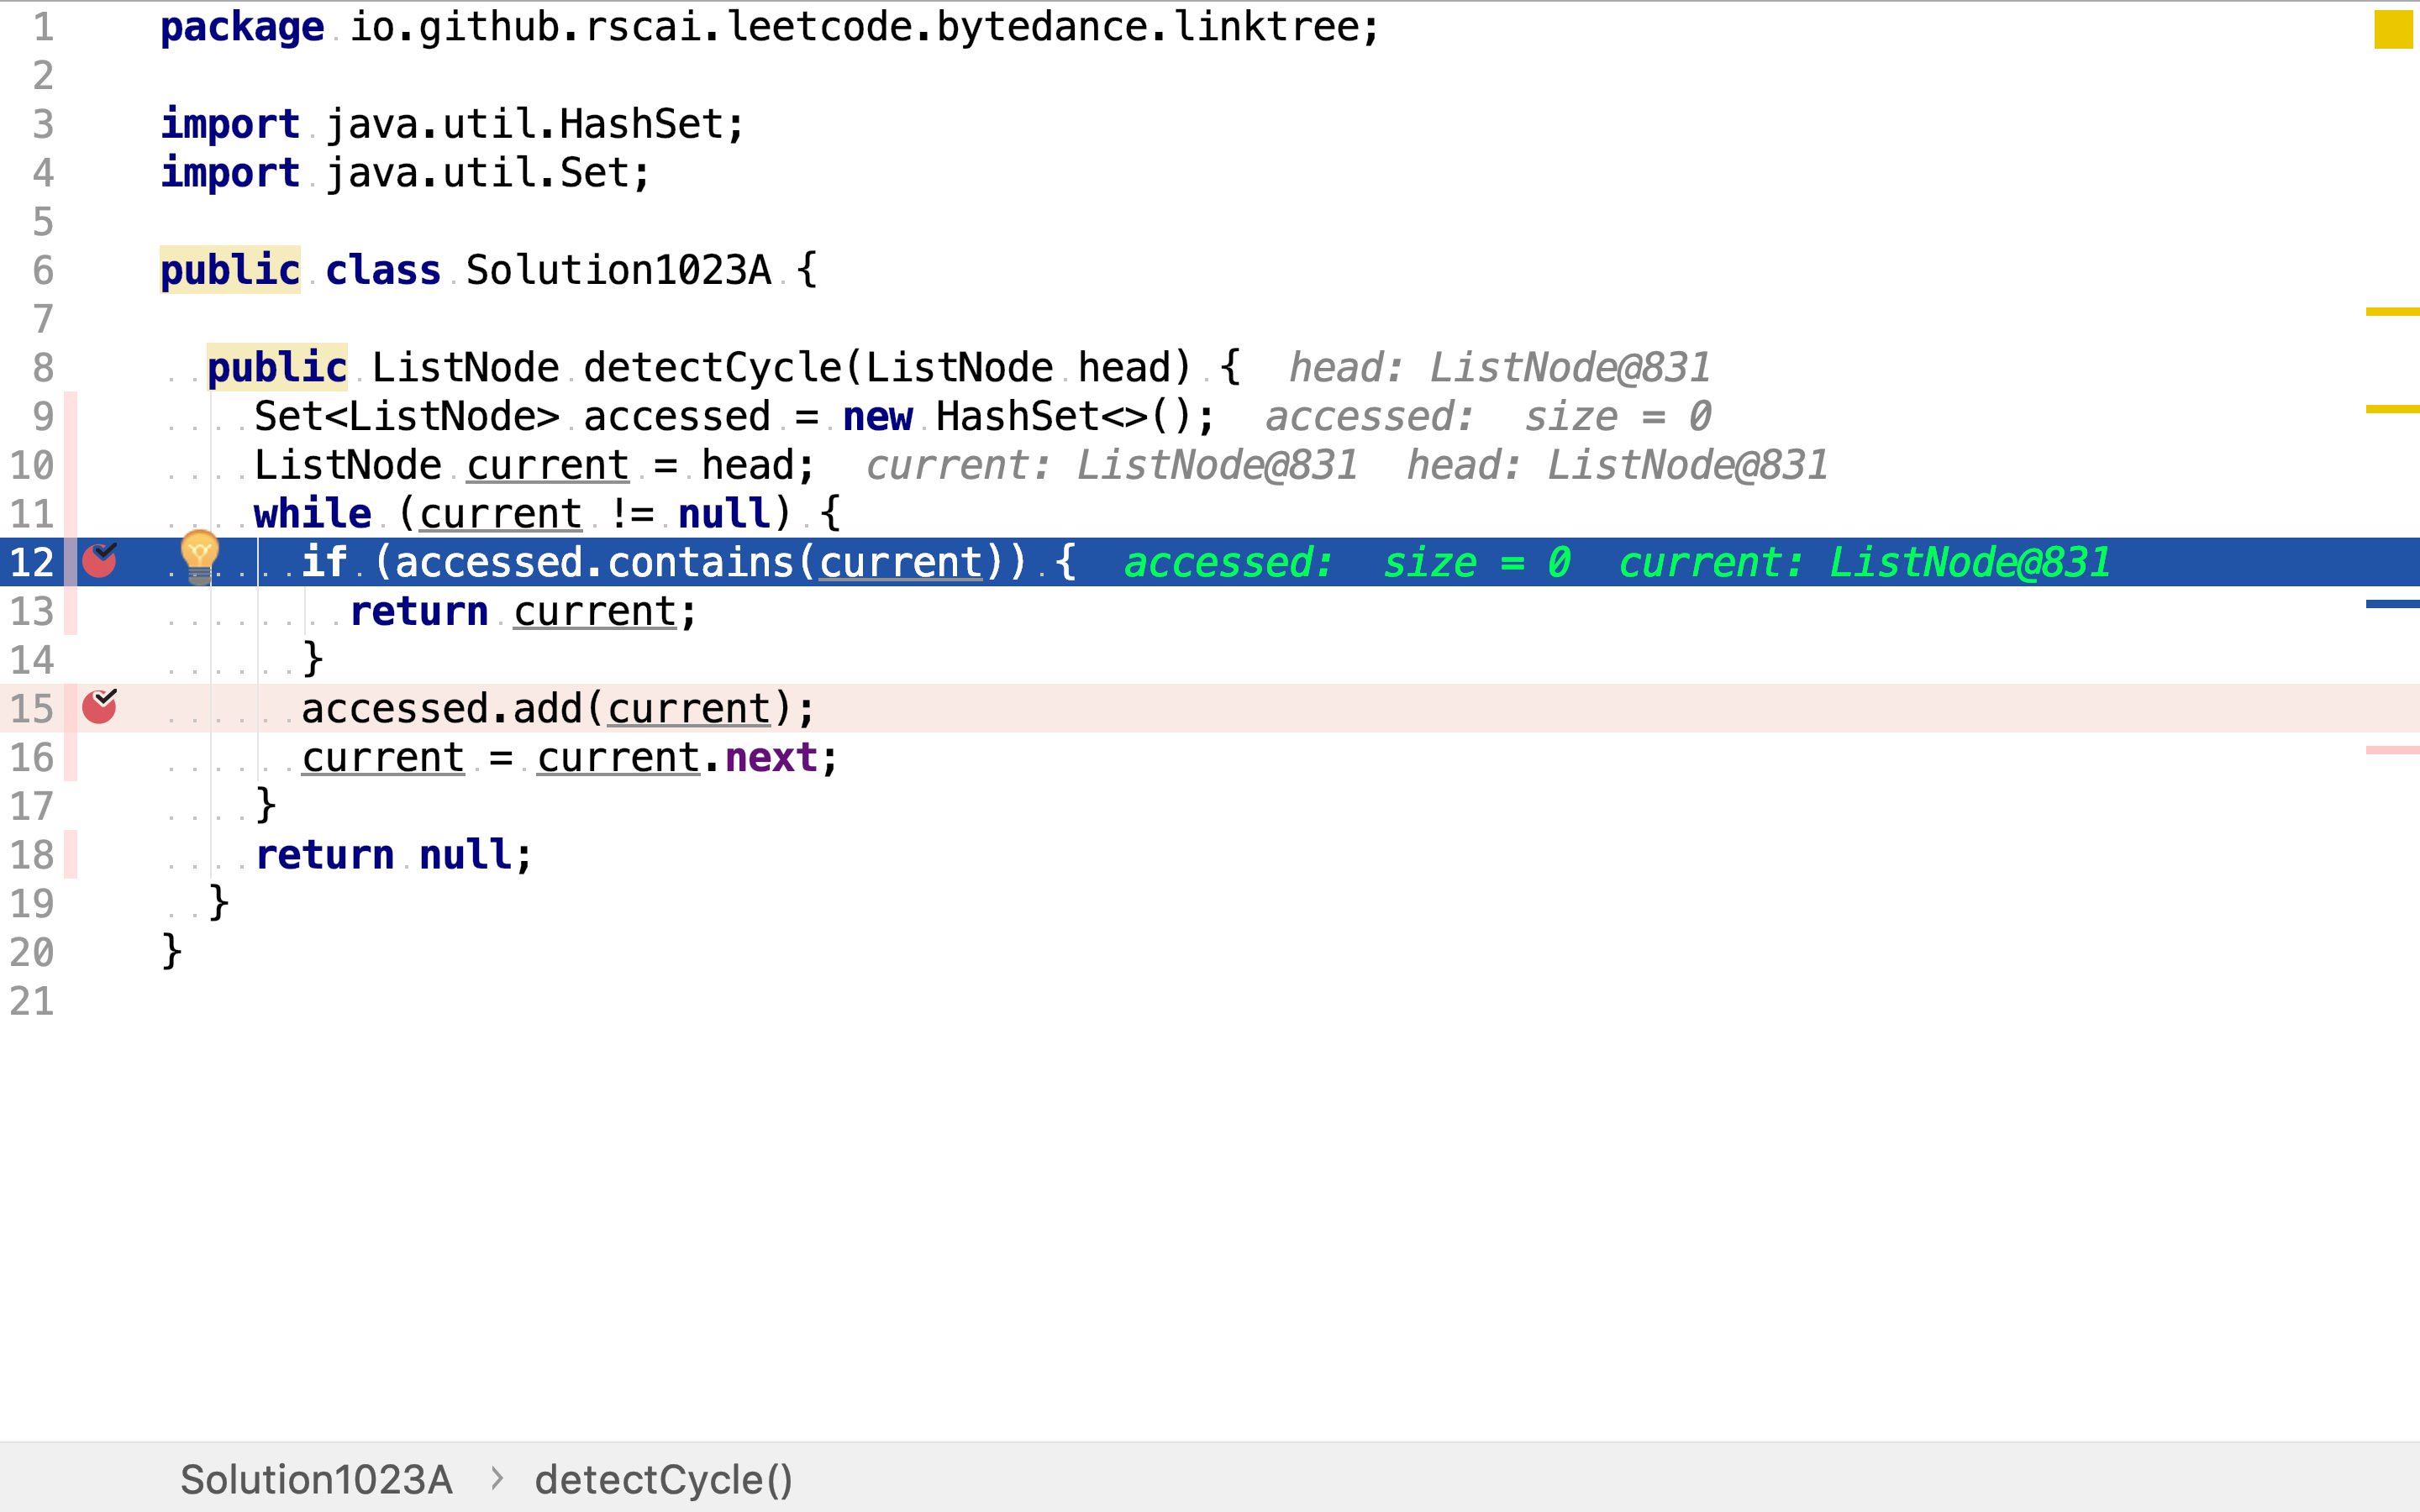 1 package io.github.rscai.leetcode.bytedance.linktree;
2
3 import java.util.HashSet;
4 import java.util.Set;
5
6 public class Solution1023A {
7
8 public ListNode detectCycle(ListNode head) { head: ListNode@831
9 Set<ListNode> accessed = new HashSet<>(); accessed: size = 0
10 ListNode current = head; current: ListNode@831 head: ListNode@831
11 while (current != null) {
12 if (accessed.contains(current)) { accessed: size = 0 current: ListNode@831
13 return current;
14 }
15 accessed.add(current);
16 current = current.next;
17 }
18 return null;
19 }
20 }
21
Solution1023A > detectCycle()